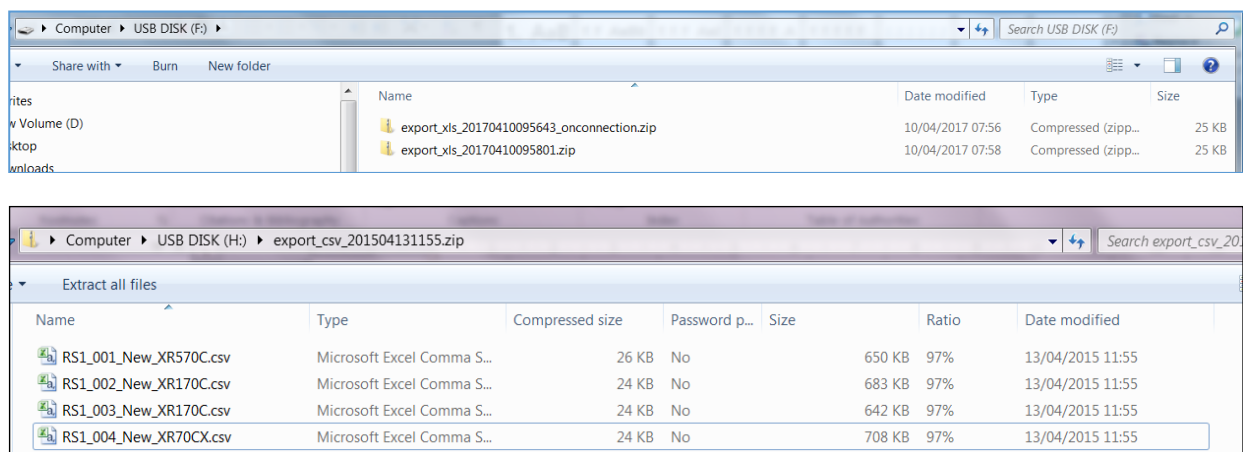 Computer USB DISK (F:) Search USB DISK (F:)
Share with Burn New folder
rites Name Date modified Type Size
w Volume (D) export_xls_20170410095643_onconnection.zip 10/04/2017 07:56 Compressed (zipp... 25 KB
sktop export_xls_20170410095801.zip 10/04/2017 07:58 Compressed (zipp... 25 KB
wnloads
Computer USB DISK (H:) export_csv_201504131155.zip Search export_csv_20
Extract all files
Name Type Compressed size Password p... Size Ratio Date modified
RS1_001_New_XR570C.csv Microsoft Excel Comma S... 26 KB No 650 KB 97% 13/04/2015 11:55
RS1_002_New_XR170C.csv Microsoft Excel Comma S... 24 KB No 683 KB 97% 13/04/2015 11:55
RS1_003_New_XR170C.csv Microsoft Excel Comma S... 24 KB No 642 KB 97% 13/04/2015 11:55
RS1_004_New_XR70CX.csv Microsoft Excel Comma S... 24 KB No 708 KB 97% 13/04/2015 11:55